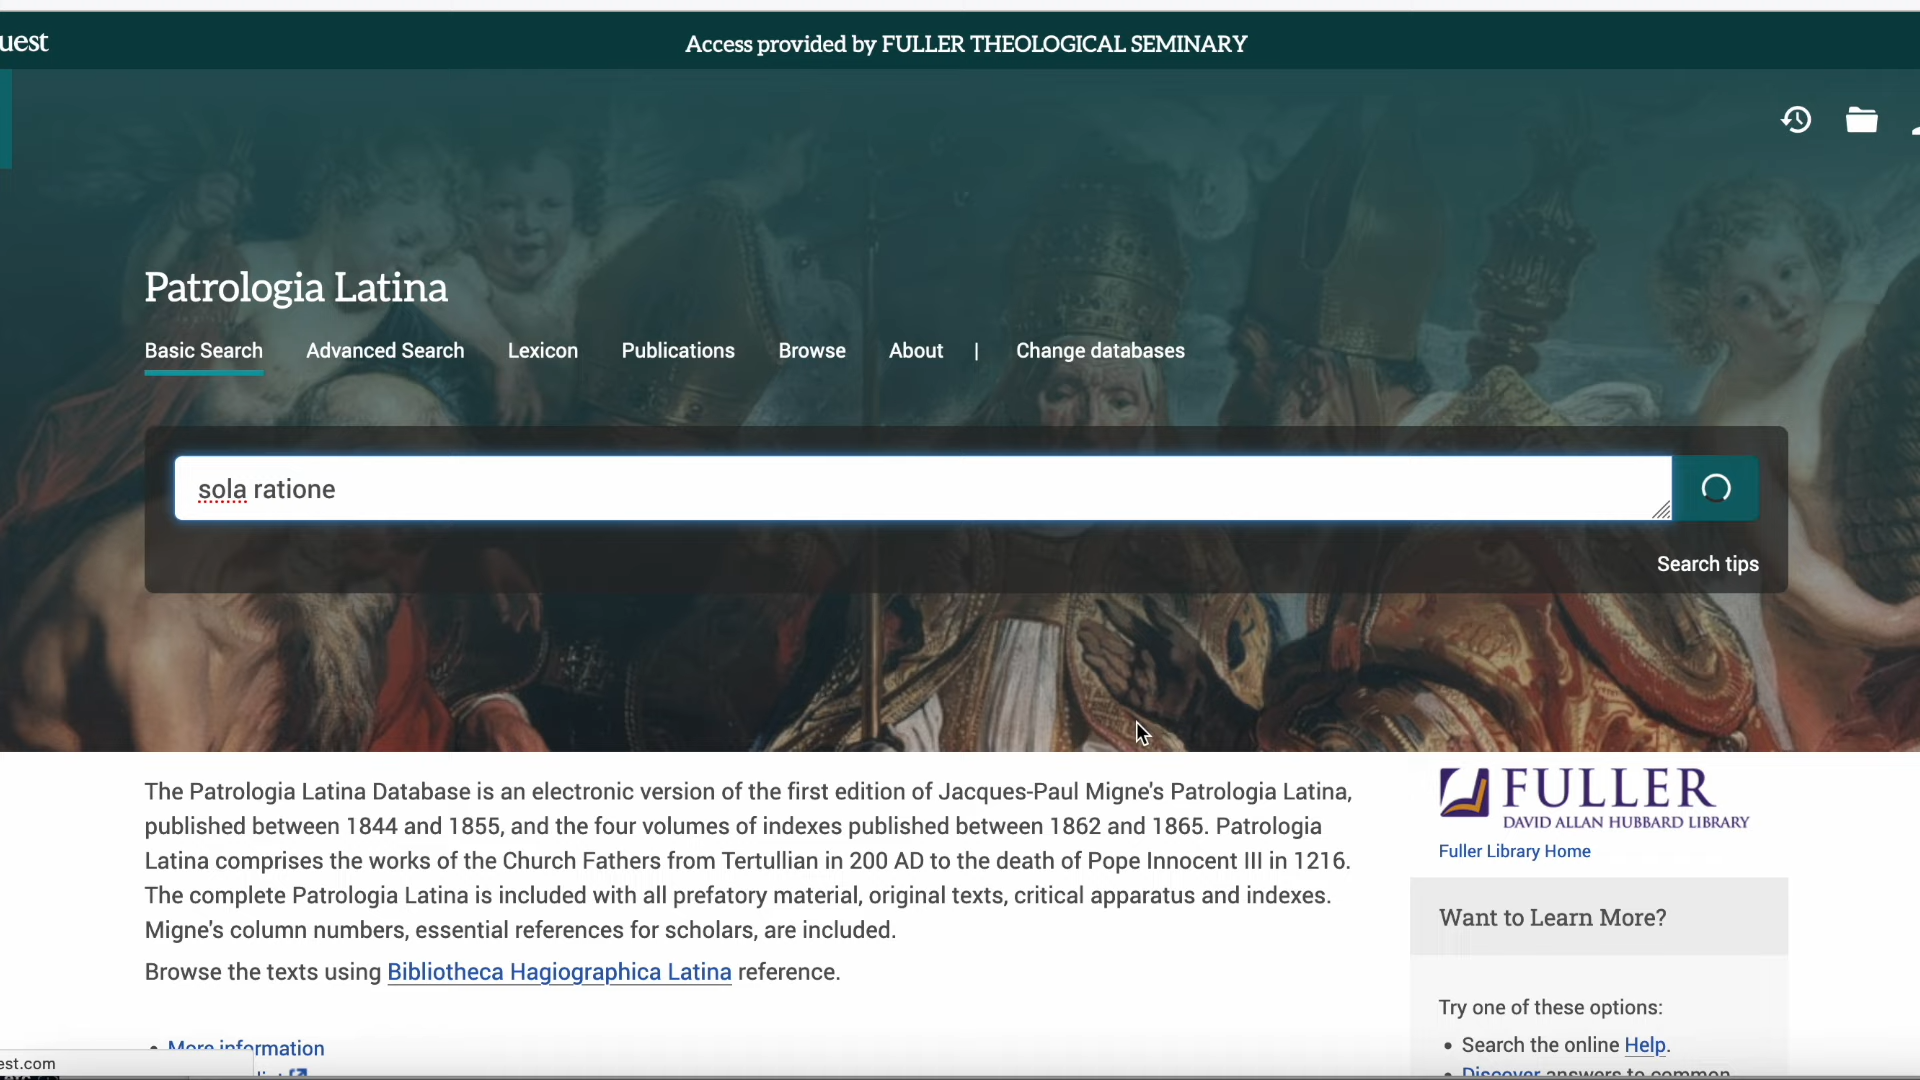 uest
Access provided by FULLER THEOLOGICAL SEMINARY
Patrologia Latina
Basic Search Advanced Search Lexicon Publications Browse About | Change databases
sola ratione
Search tips
The Patrologia Latina Database is an electronic version of the first edition of Jacques-Paul Migne's Patrologia Latina,
published between 1844 and 1855, and the four volumes of indexes published between 1862 and 1865. Patrologia
Latina comprises the works of the Church Fathers from Tertullian in 200 AD to the death of Pope Innocent III in 1216.
The complete Patrologia Latina is included with all prefatory material, original texts, critical apparatus and indexes.
Migne's column numbers, essential references for scholars, are included.
Browse the texts using Bibliotheca Hagiographica Latina reference.
• More information
est.com
FULLER
DAVID ALLAN HUBBARD LIBRARY
Fuller Library Home
Want to Learn More?
Try one of these options:
• Search the online Help.
• Discover answers to common